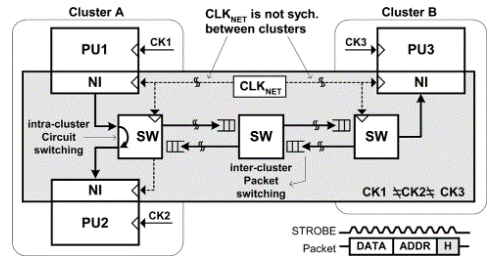 Cluster A
CLKNET is not sych.
between clusters
Cluster B
PU1
CK1
CK3
PU3
NI
CLKNET
NI
intra-cluster
Circuit
switching
SW
SW
SW
inter-cluster
Packet
switching
NI
CK1 ≠CK2≠ CK3
PU2
CK2
STROBE
Packet
DATA
ADDR
H